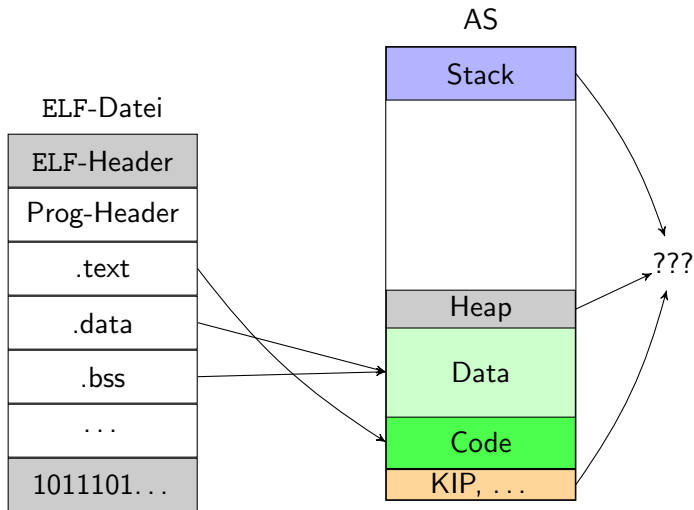 AS
Stack
ELF-Datei
ELF-Header
Prog-Header
.text
.data
.bss
. . .
1011101. . .
???
Heap
Data
Code
KIP, . . .